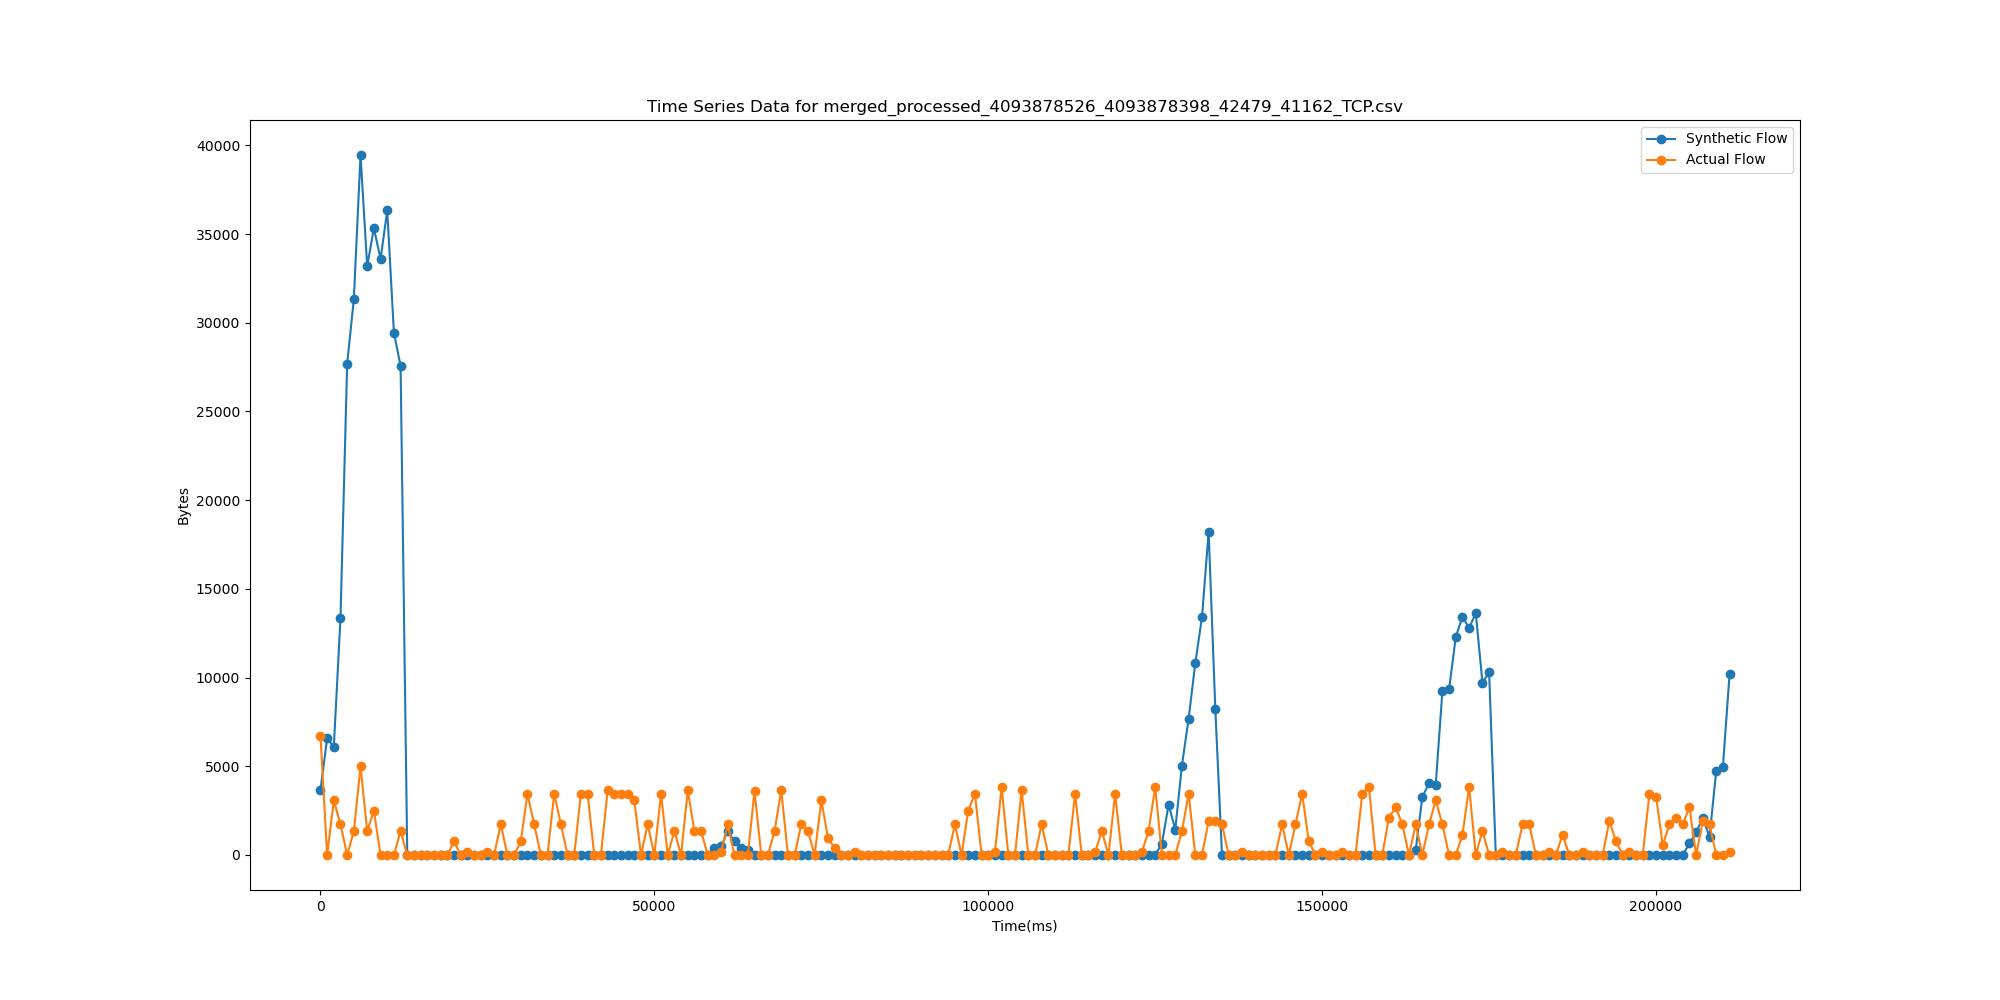 Time Series Data for merged_processed_4093878526_4093878398_42479_41162_TCP.csv
Synthetic Flow
Actual Flow
Bytes
40000
35000
30000
25000
20000
15000
10000
5000
0
0 50000 100000 150000 200000
Time(ms)